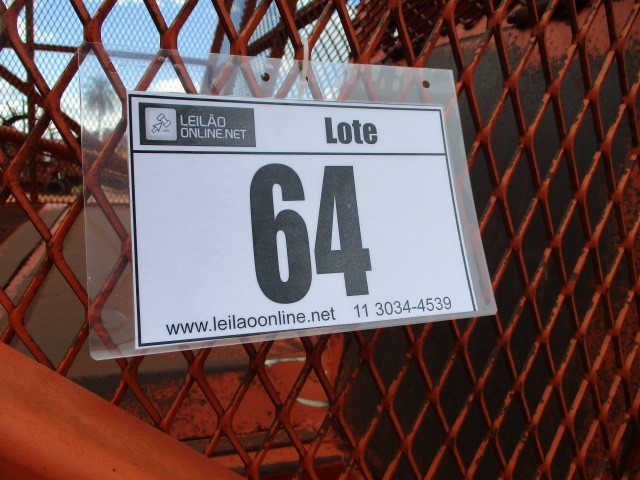 LEILÃO
ONLINE.NET
Lote
64
www.leilaoonline.net 11 3034-4539